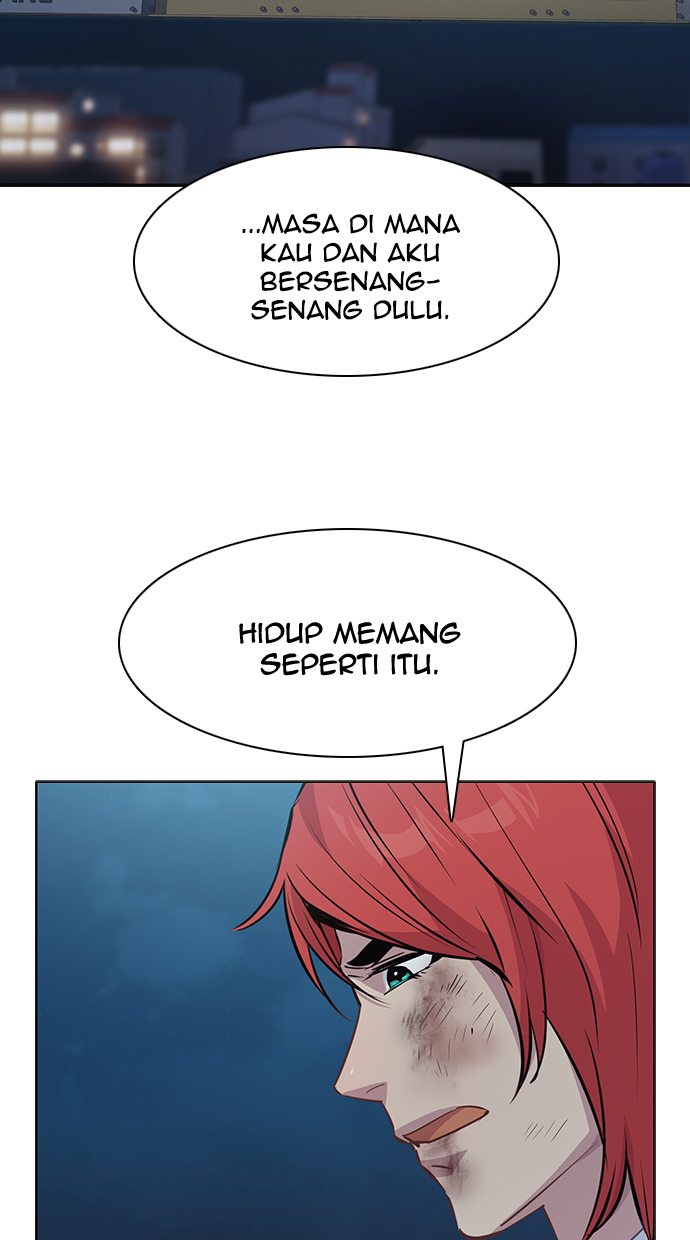 ...MASA DI MANA
KAU DAN AKU
BERSENANG-
SENANG DULU.
HIDUP MEMANG
SEPERTI ITU.